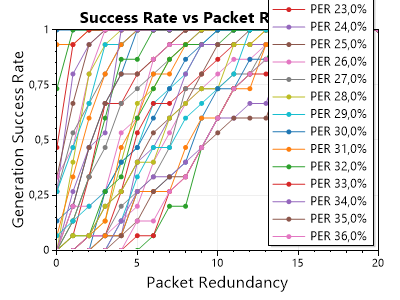 Success Rate vs Packet R
PER 23,0%
PER 24,0%
PER 25,0%
PER 26,0%
PER 27,0%
PER 28,0%
PER 29,0%
PER 30,0%
PER 31,0%
PER 32,0%
PER 33,0%
PER 34,0%
PER 35,0%
PER 36,0%
Generation Success Rate
1
0,75
0,5
0,25
0
0
5
10
15
20
Packet Redundancy